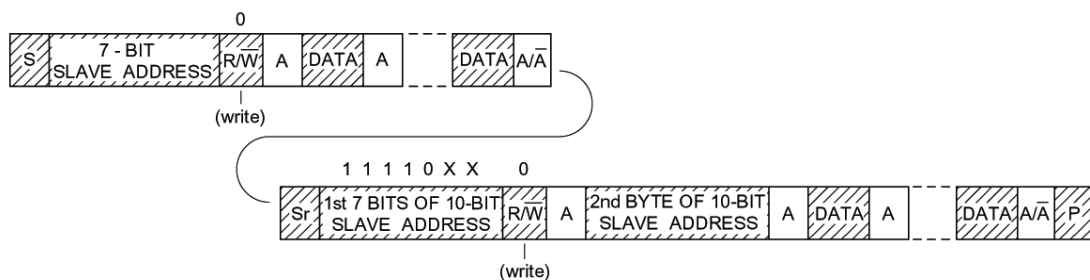 0
S 7 - BIT SLAVE ADDRESS R/W̅ A DATA A DATA A/A̅
(write)
1 1 1 1 0 X X 0
Sr 1st 7 BITS OF 10-BIT SLAVE ADDRESS R/W̅ A 2nd BYTE OF 10-BIT SLAVE ADDRESS A DATA A DATA A/A̅ P
(write)